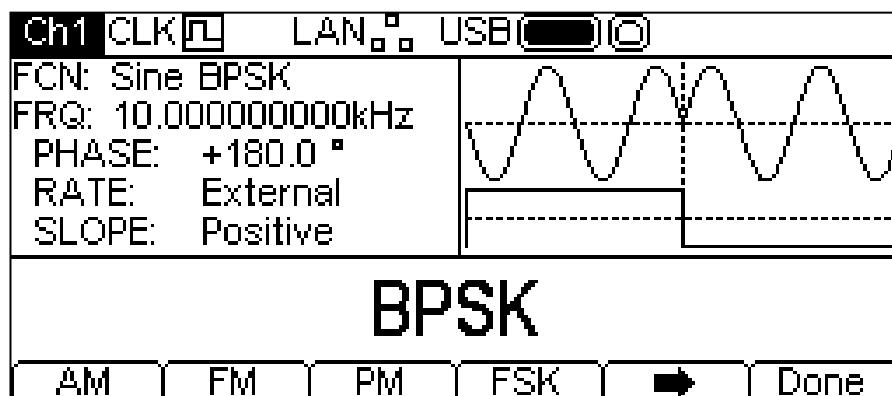 Ch1 CLK LAN USB
FCN: Sine BPSK
FRQ: 10.000000000kHz
PHASE: +180.0 °
RATE: External
SLOPE: Positive
BPSK
AM FM PM FSK Done